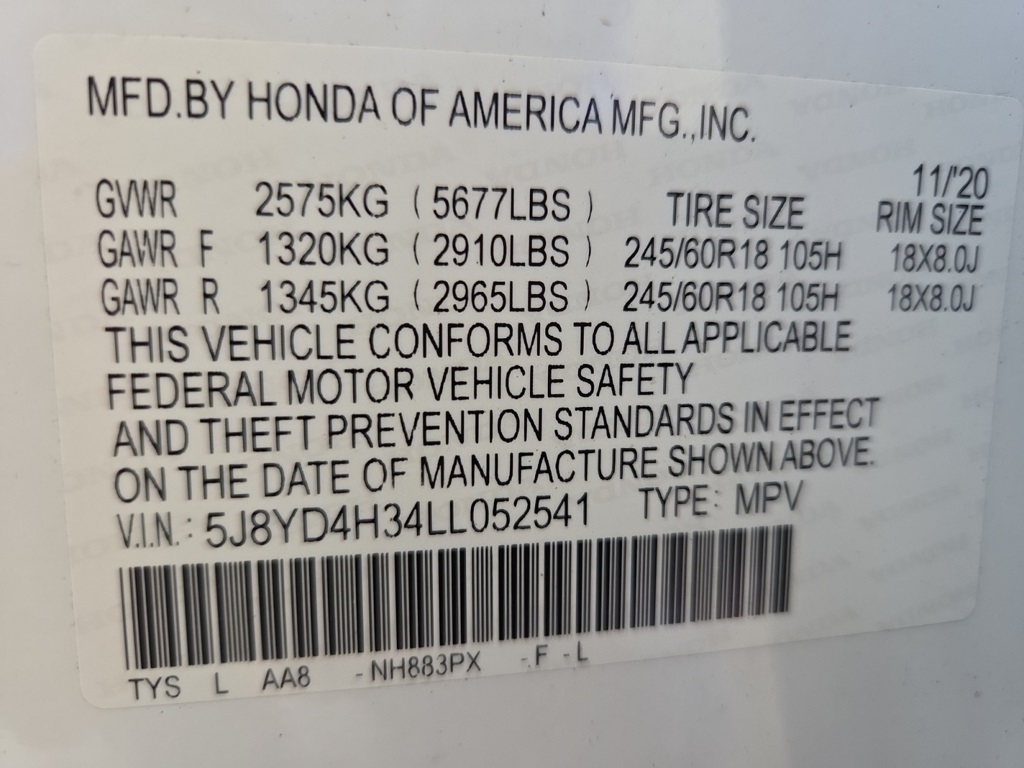 MFD.BY HONDA OF AMERICA MFG.,INC.
11/'20
GVWR 2575KG (5677LBS) TIRE SIZE RIM SIZE
GAWR F 1320KG (2910LBS) 245/60R18 105H 18X8.0J
GAWR R 1345KG (2965LBS) 245/60R18 105H 18X8.0J
THIS VEHICLE CONFORMS TO ALL APPLICABLE
FEDERAL MOTOR VEHICLE SAFETY
AND THEFT PREVENTION STANDARDS IN EFFECT
ON THE DATE OF MANUFACTURE SHOWN ABOVE.
V.I.N.: 5J8YD4H34LL052541 TYPE: MPV
TYS L AA8 -NH883PX -.F -L